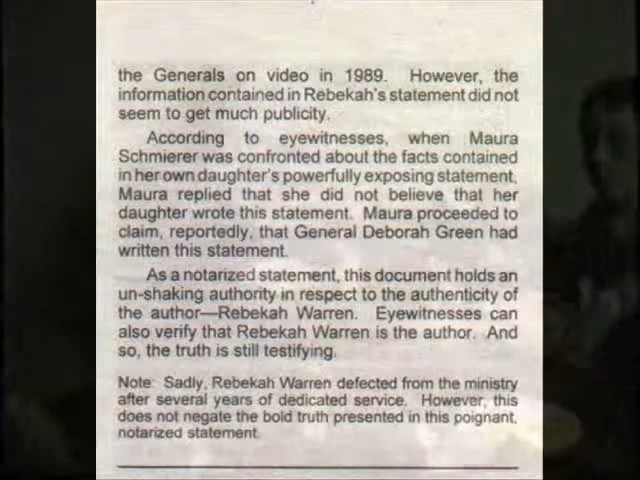 the Generals on video in 1989. However, the
information contained in Rebekah's statement did not
seem to get much publicity.
According to eyewitnesses, when Maura
Schmierer was confronted about the facts contained
in her own daughter's powerfully exposing statement,
Maura replied that she did not believe that her
daughter wrote this statement. Maura proceeded to
claim, reportedly, that General Deborah Green had
written this statement.
As a notarized statement, this document holds an
un-shaking authority in respect to the authenticity of
the author—Rebekah Warren. Eyewitnesses can
also verify that Rebekah Warren is the author. And
so, the truth is still testifying.
Note: Sadly, Rebekah Warren defected from the ministry
after several years of dedicated service. However, this
does not negate the bold truth presented in this poignant,
notarized statement.